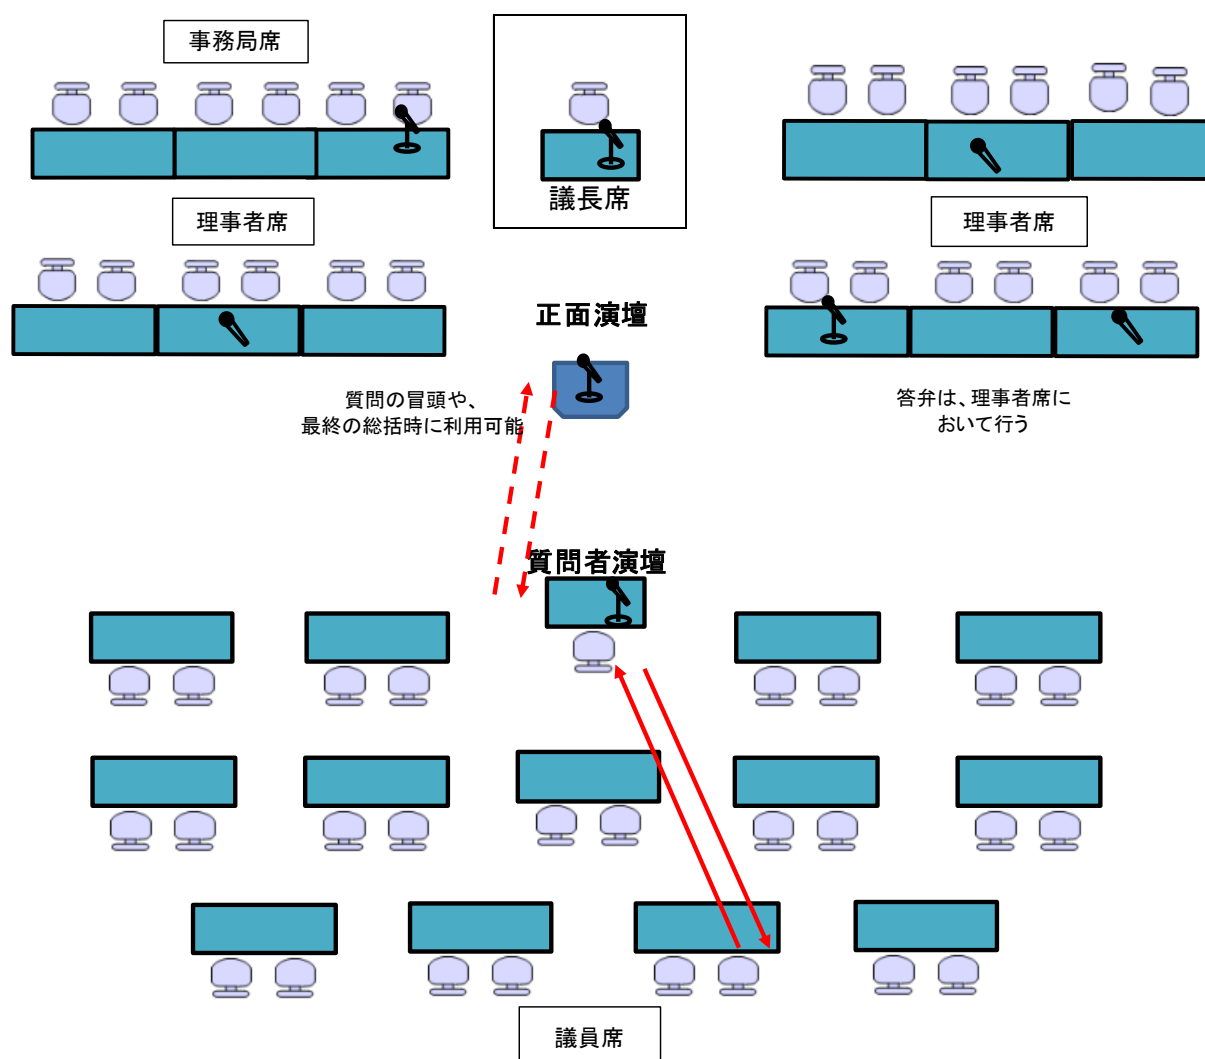 事務局席
議長席
理事者席
理事者席
正面演壇
質問の冒頭や、
最終の総括時に利用可能
答弁は、理事者席に
おいて行う
質問者演壇
議員席